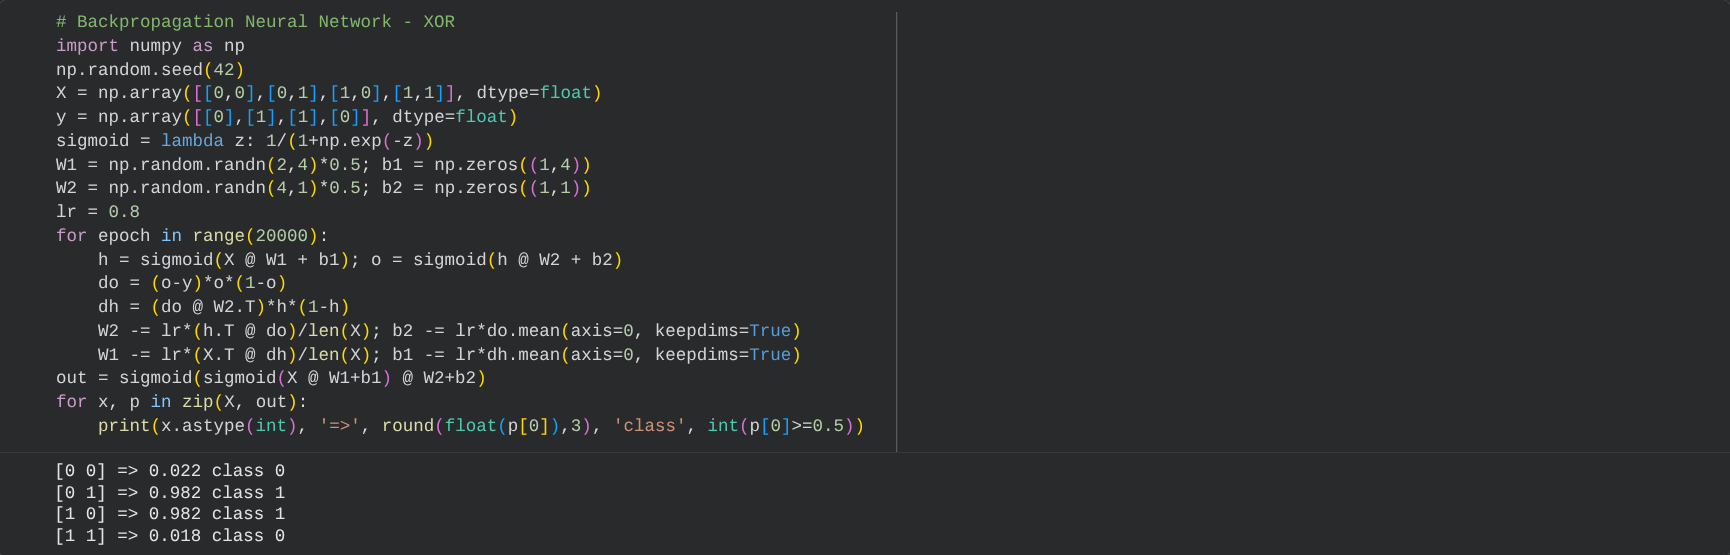 # Backpropagation Neural Network - XOR
import numpy as np
np.random.seed(42)
X = np.array([[0,0],[0,1],[1,0],[1,1]], dtype=float)
y = np.array([[0],[1],[1],[0]], dtype=float)
sigmoid = lambda z: 1/(1+np.exp(-z))
W1 = np.random.randn(2,4)*0.5; b1 = np.zeros((1,4))
W2 = np.random.randn(4,1)*0.5; b2 = np.zeros((1,1))
lr = 0.8
for epoch in range(20000):
    h = sigmoid(X @ W1 + b1); o = sigmoid(h @ W2 + b2)
    do = (o-y)*o*(1-o)
    dh = (do @ W2.T)*h*(1-h)
    W2 -= lr*(h.T @ do)/len(X); b2 -= lr*do.mean(axis=0, keepdims=True)
    W1 -= lr*(X.T @ dh)/len(X); b1 -= lr*dh.mean(axis=0, keepdims=True)
out = sigmoid(sigmoid(X @ W1+b1) @ W2+b2)
for x, p in zip(X, out):
    print(x.astype(int), '=>', round(float(p[0]),3), 'class', int(p[0]>=0.5))
[0 0] => 0.022 class 0
[0 1] => 0.982 class 1
[1 0] => 0.982 class 1
[1 1] => 0.018 class 0